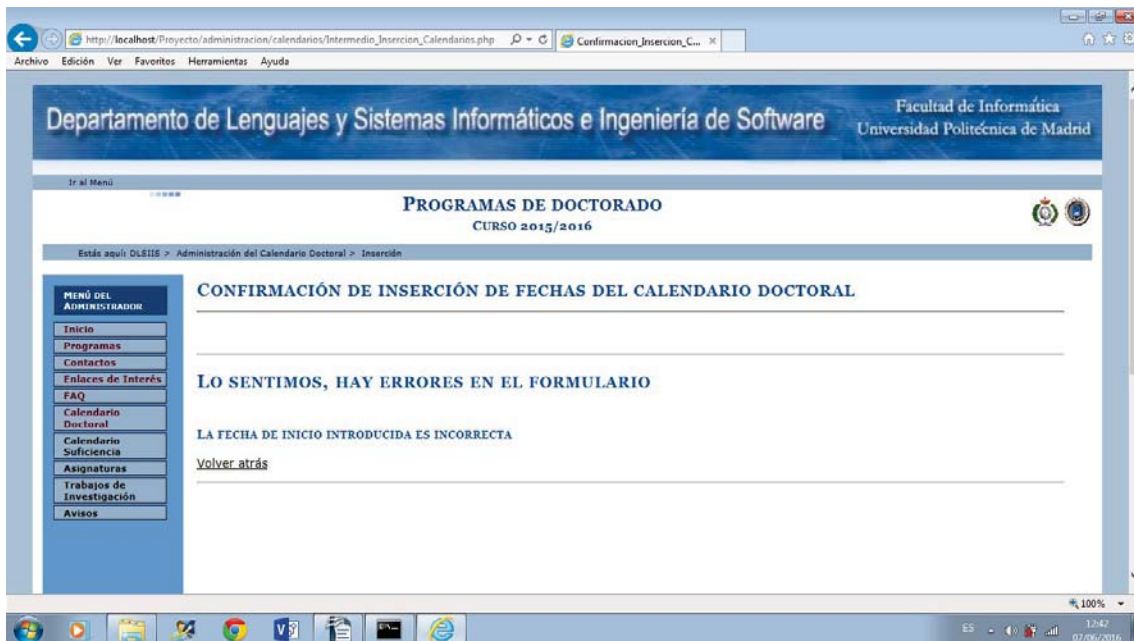 http://localhost/Proyecto/administracion/calendarios/Intermedio_Insercion_Calendarios.php
Confirmacion_Insercion_C...
Archivo Edición Ver Favoritos Herramientas Ayuda
Departamento de Lenguajes y Sistemas Informáticos e Ingeniería de Software
Facultad de Informática
Universidad Politécnica de Madrid
Ir al Menú
PROGRAMAS DE DOCTORADO
CURSO 2015/2016
Estás aquí: DLSIIS > Administración del Calendario Doctoral > Inserción
MENÚ DEL
ADMINISTRADOR
Inicio
Programas
Contactos
Enlaces de Interés
FAQ
Calendario
Doctoral
Calendario
Suficiencia
Asignaturas
Trabajos de
Investigación
Avisos
CONFIRMACIÓN DE INSERCIÓN DE FECHAS DEL CALENDARIO DOCTORAL
LO SENTIMOS, HAY ERRORES EN EL FORMULARIO
LA FECHA DE INICIO INTRODUCIDA ES INCORRECTA
Volver atrás
100%
ES
12:42
07/06/2016